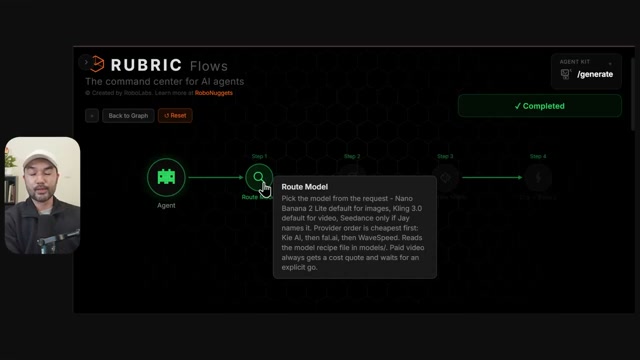 RUBRIC Flows
The command center for AI agents
© Created by RoboLabs. Learn more at RoboNuggets
AGENT KIT
/generate
✓ Completed
Back to Graph
↺ Reset
Step 1
Step 2
Step 3
Step 4
Agent
Route Model
Pick the model from the request - Nano
Banana 2 Lite default for images, Kling 3.0
default for video, Seedance only if Jay
names it. Provider order is cheapest first:
Kie AI, then fal.ai, then WaveSpeed. Reads
the model recipe file in models/. Paid video
always gets a cost quote and waits for an
explicit go.